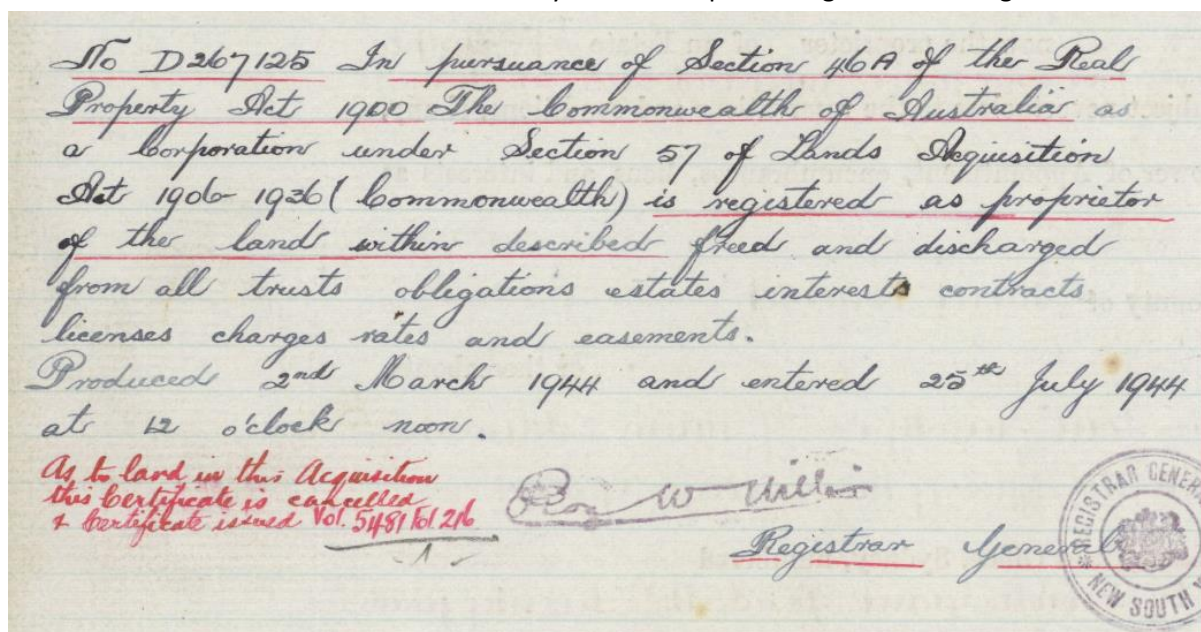 No D267125 In pursuance of Section 46A of the Real
Property Act 1900 The Commonwealth of Australia as
a Corporation under Section 57 of Lands Acquisition
Act 1906-1936 (Commonwealth) is registered as proprietor
of the land within described freed and discharged
from all trusts obligations estates interests contracts
licenses charges rates and easements.
Produced 2nd March 1944 and entered 25th July 1944
at 12 o'clock noon.
As to land in this Acquisition
this Certificate is cancelled
& Certificate issued Vol. 5481 Fol 216
Registrar General
REGISTRAR GENER
NEW SOUTH W